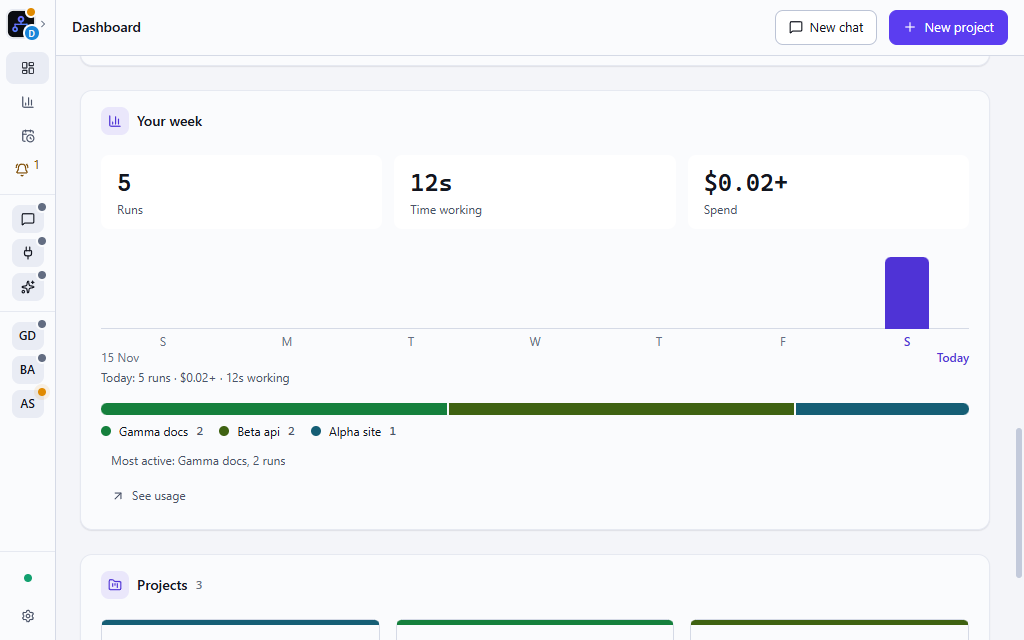 D
Dashboard
New chat
New project
1
Your week
5
Runs
12s
Time working
$0.02+
Spend
S M T W T F S
15 Nov
Today
Today: 5 runs · $0.02+ · 12s working
Gamma docs 2 Beta api 2 Alpha site 1
Most active: Gamma docs, 2 runs
See usage
GD
BA
AS
Projects 3